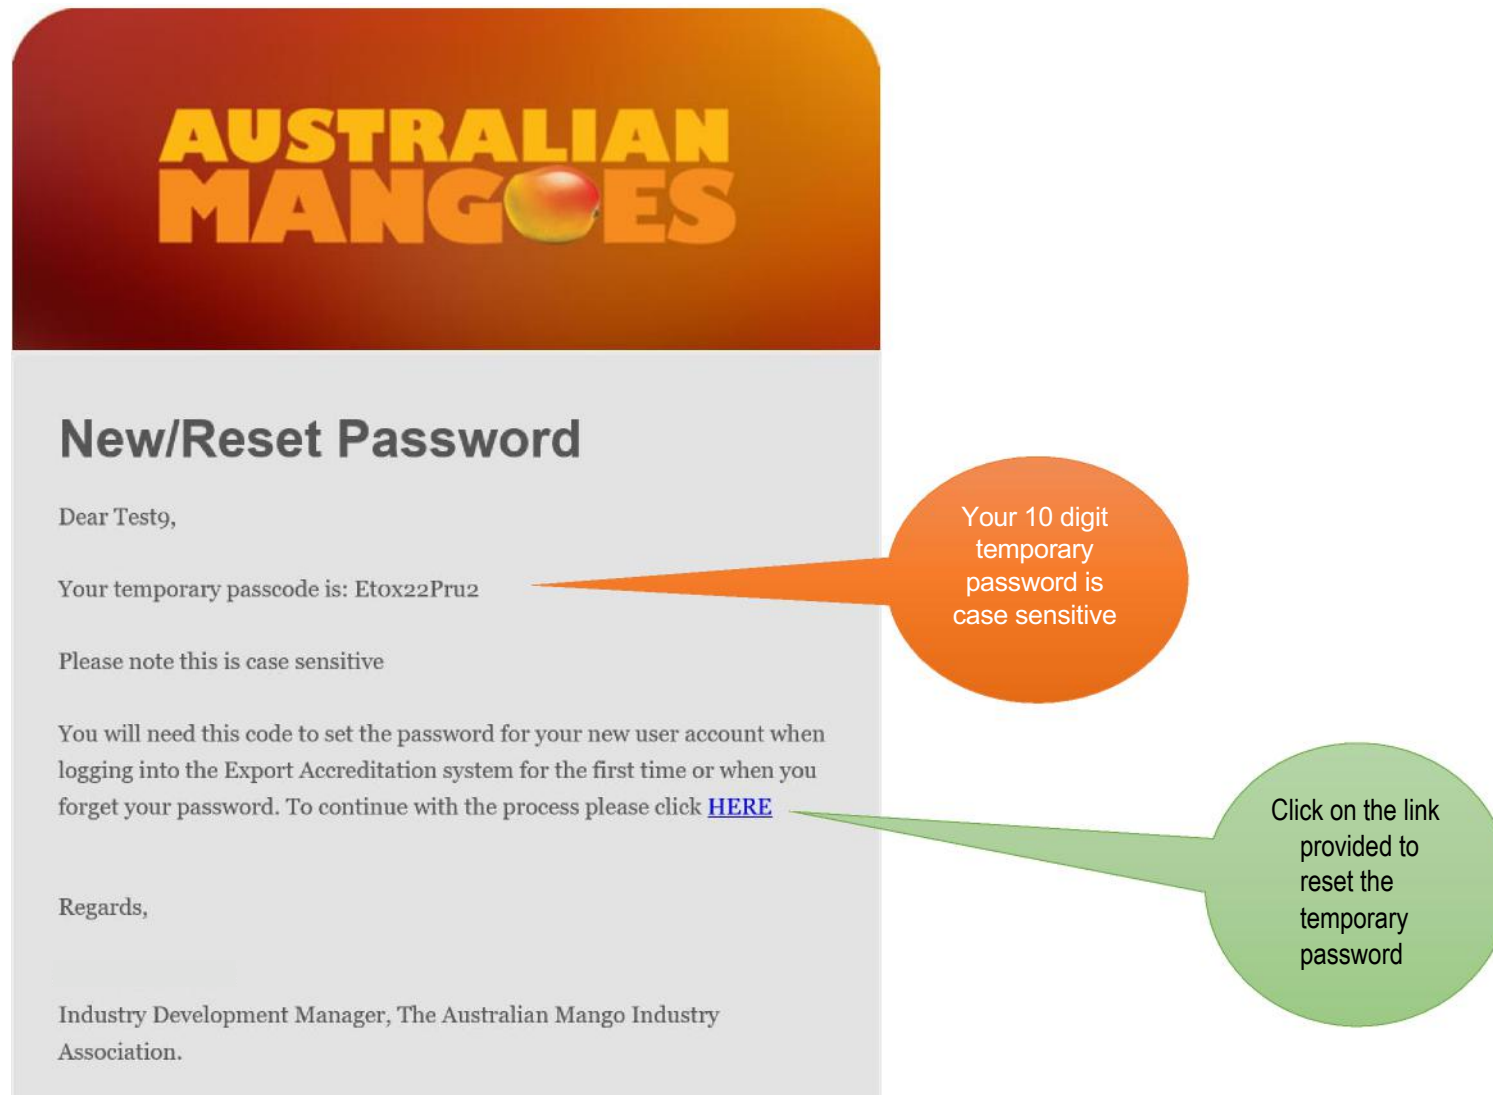 AUSTRALIAN
MANGOES
New/Reset Password
Dear Test9,
Your temporary passcode is: Et0x22Pru2
Please note this is case sensitive
You will need this code to set the password for your new user account when
logging into the Export Accreditation system for the first time or when you
forget your password. To continue with the process please click HERE
Regards,
Industry Development Manager, The Australian Mango Industry
Association.
Your 10 digit
temporary
password is
case sensitive
Click on the link
provided to
reset the
temporary
password